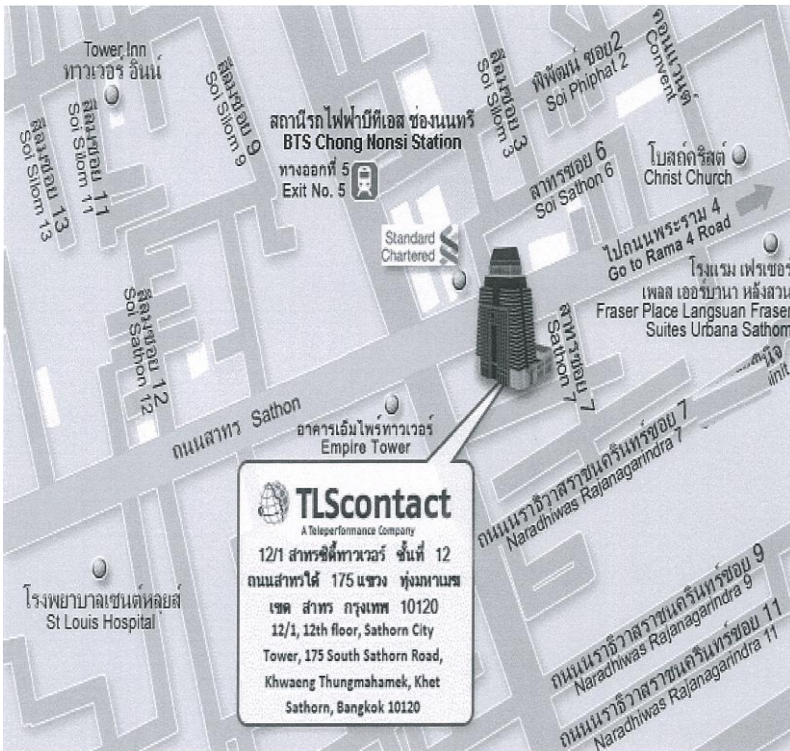 Tower Inn
ทาวเวอร์ อินน์
สีลมซอย 9
Soi Silom 9
สีลมซอย 11
Soi Silom 11
สีลมซอย 13
Soi Silom 13
สถานีรถไฟฟ้าบีทีเอส ช่องนนทรี
BTS Chong Nonsi Station
ทางออกที่ 5
Exit No. 5
สีลมซอย 3
Soi Silom 3
พิพัฒน์ ซอย2
Soi Phiphat 2
คอนแวนต์
Convent
สาทรซอย 6
Soi Sathon 6
โบสถ์คริสต์
Christ Church
ไปถนนพระราม 4
Go to Rama 4 Road
โรงแรม เฟรเซอร์
เพลส เออร์บานา หลังสวน
Fraser Place Langsuan Fraser
Suites Urbana Sathorn
Standard
Chartered
สีลมซอย 12
Soi Sathon 12
สาทรซอย 7
Sathon 7
ถนนสาทร Sathon
อาคารเอ็มไพร์ทาวเวอร์
Empire Tower
ถนนนราธิวาสราชนครินทร์ซอย 7
Naradhiwas Rajanagarindra 7
ถนนนราธิวาสราชนครินทร์ซอย 9
Naradhiwas Rajanagarindra 9
ถนนนราธิวาสราชนครินทร์ซอย 11
Naradhiwas Rajanagarindra 11
โรงพยาบาลเซนต์หลุยส์
St Louis Hospital
TLScontact
A Teleperformance Company
12/1 สาทรซิตี้ทาวเวอร์ ชั้นที่ 12
ถนนสาทรใต้ 175 แขวง ทุ่งมหาเมฆ
เขต สาทร กรุงเทพ 10120
12/1, 12th floor, Sathorn City
Tower, 175 South Sathorn Road,
Khwaeng Thungmahamek, Khet
Sathorn, Bangkok 10120